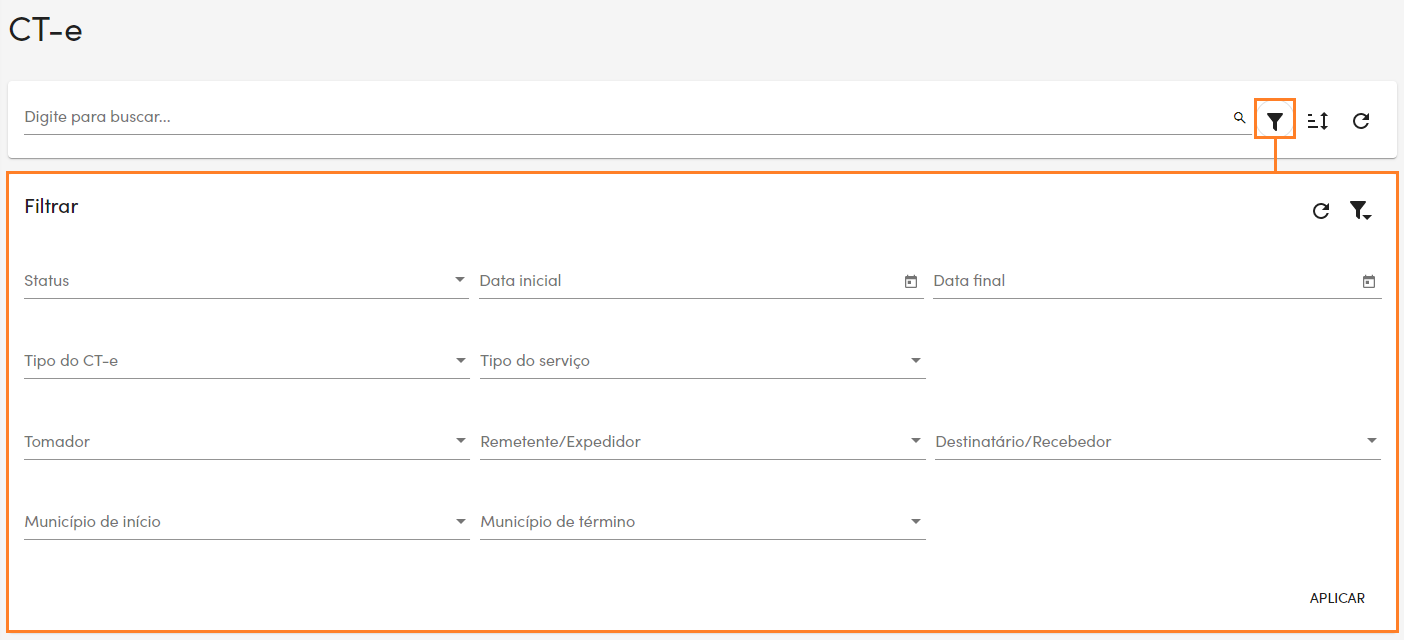 CT-e
Digite para buscar...
Filtrar
Status Data inicial Data final
Tipo do CT-e Tipo do serviço
Tomador Remetente/Expedidor Destinatário/Recebedor
Município de início Município de término
APLICAR